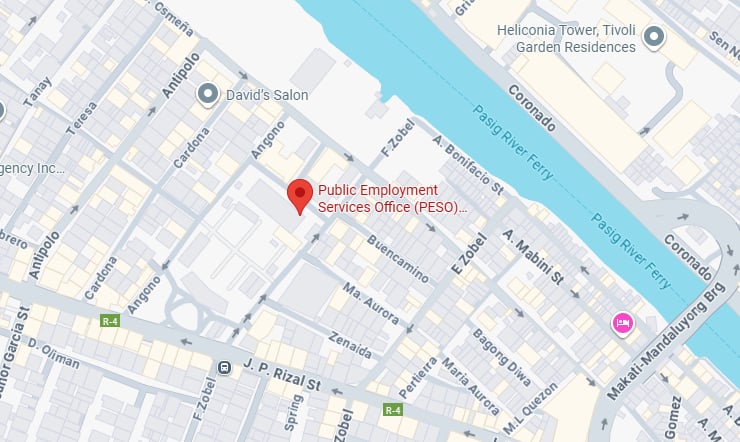 Osmeña
Heliconia Tower, Tivoli
Garden Residences
Sen Ne
Gris
Tanay
Antipolo
Teresa
David's Salon
Cardona
Angono
Coronado
Pasig River Ferry
F Zobel
A. Bonifacio St
gency Inc...
Public Employment
Services Office (PESO)...
brero
Antipolo
Cardona
Angono
Buencamino
E Zobel
A. Mabini St
Pasig River Ferry
Coronado
Makati-Mandaluyong Brg
Ma. Aurora
R-4
J. P. Rizal St
Zenaida
Bagong Diwa
unor Garcia St
D. Oliman
F Zobel
Spring
Zobel
Pertierra
Maria Aurora
R-4
M.L Quezon
Gomez
A. B